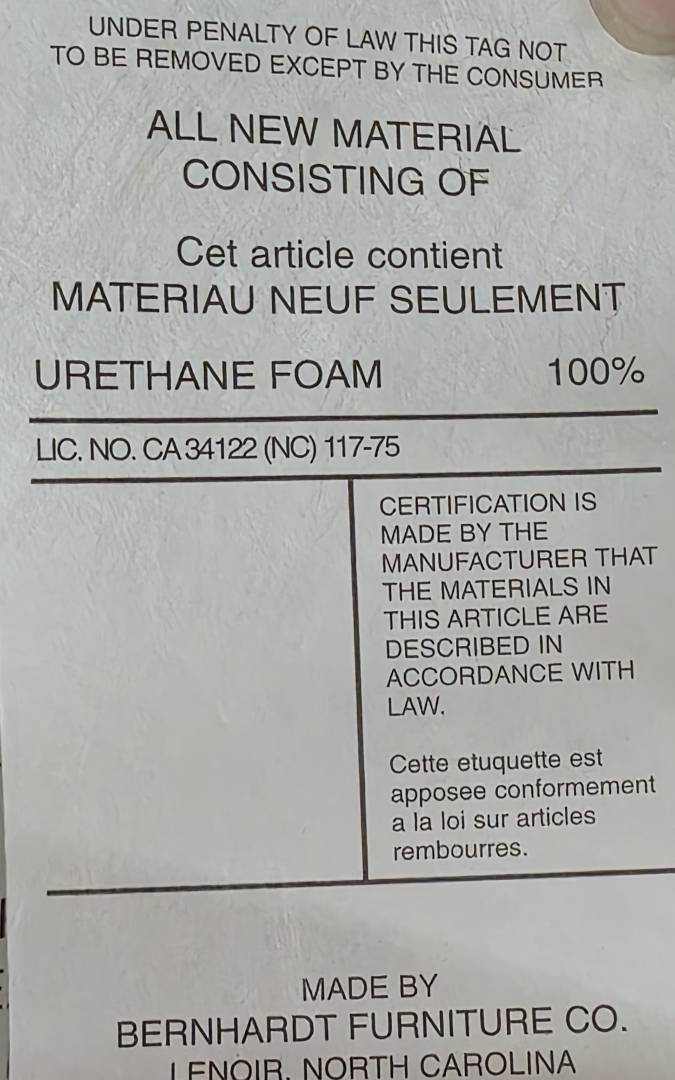 UNDER PENALTY OF LAW THIS TAG NOT
TO BE REMOVED EXCEPT BY THE CONSUMER
ALL NEW MATERIAL
CONSISTING OF
Cet article contient
MATERIAU NEUF SEULEMENT
URETHANE FOAM 100%
LIC. NO. CA 34122 (NC) 117-75
CERTIFICATION IS
MADE BY THE
MANUFACTURER THAT
THE MATERIALS IN
THIS ARTICLE ARE
DESCRIBED IN
ACCORDANCE WITH
LAW.
Cette etuquette est
apposee conformement
a la loi sur articles
rembourres.
MADE BY
BERNHARDT FURNITURE CO.
LENOIR, NORTH CAROLINA